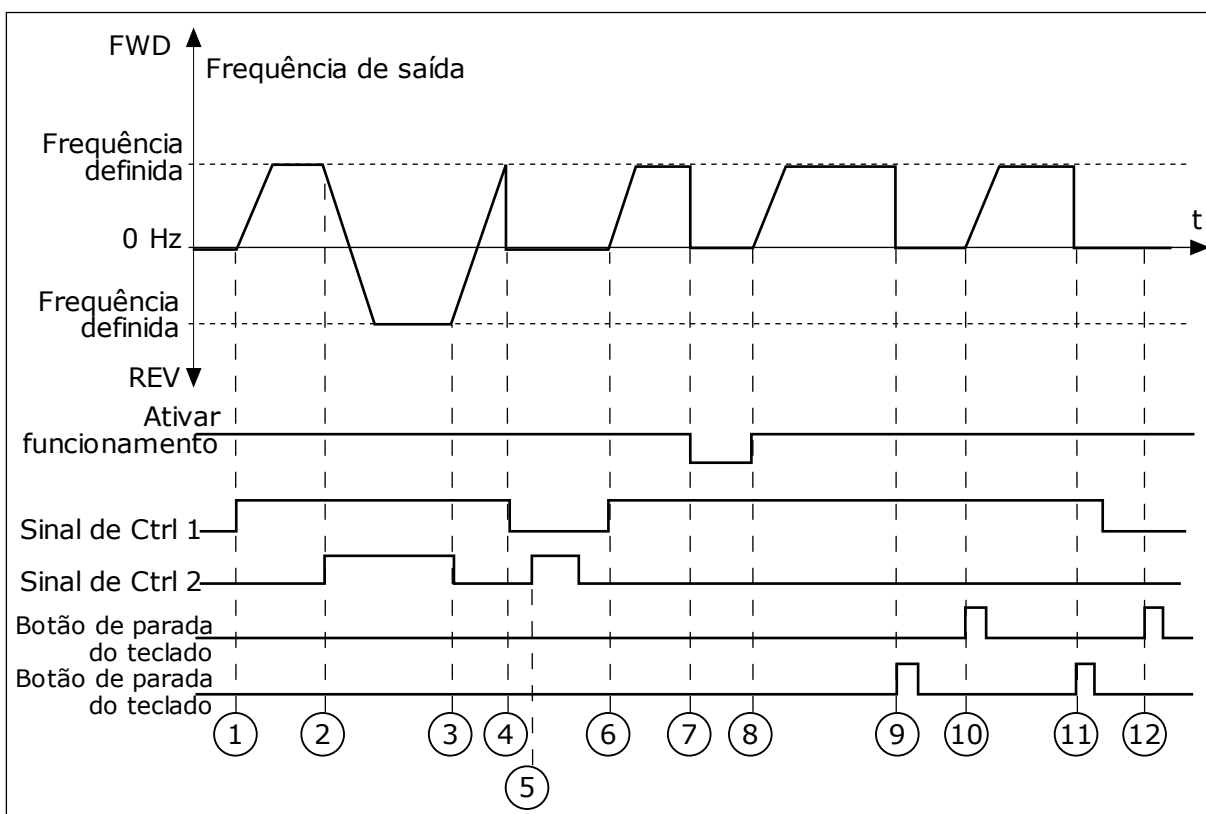 FWD
Frequência de saída
Frequência
definida
0 Hz
t
Frequência
definida
REV
Ativar
funcionamento
Sinal de Ctrl 1
Sinal de Ctrl 2
Botão de parada
do teclado
Botão de parada
do teclado
1 2 3 4 6 7 8 9 10 11 12
5